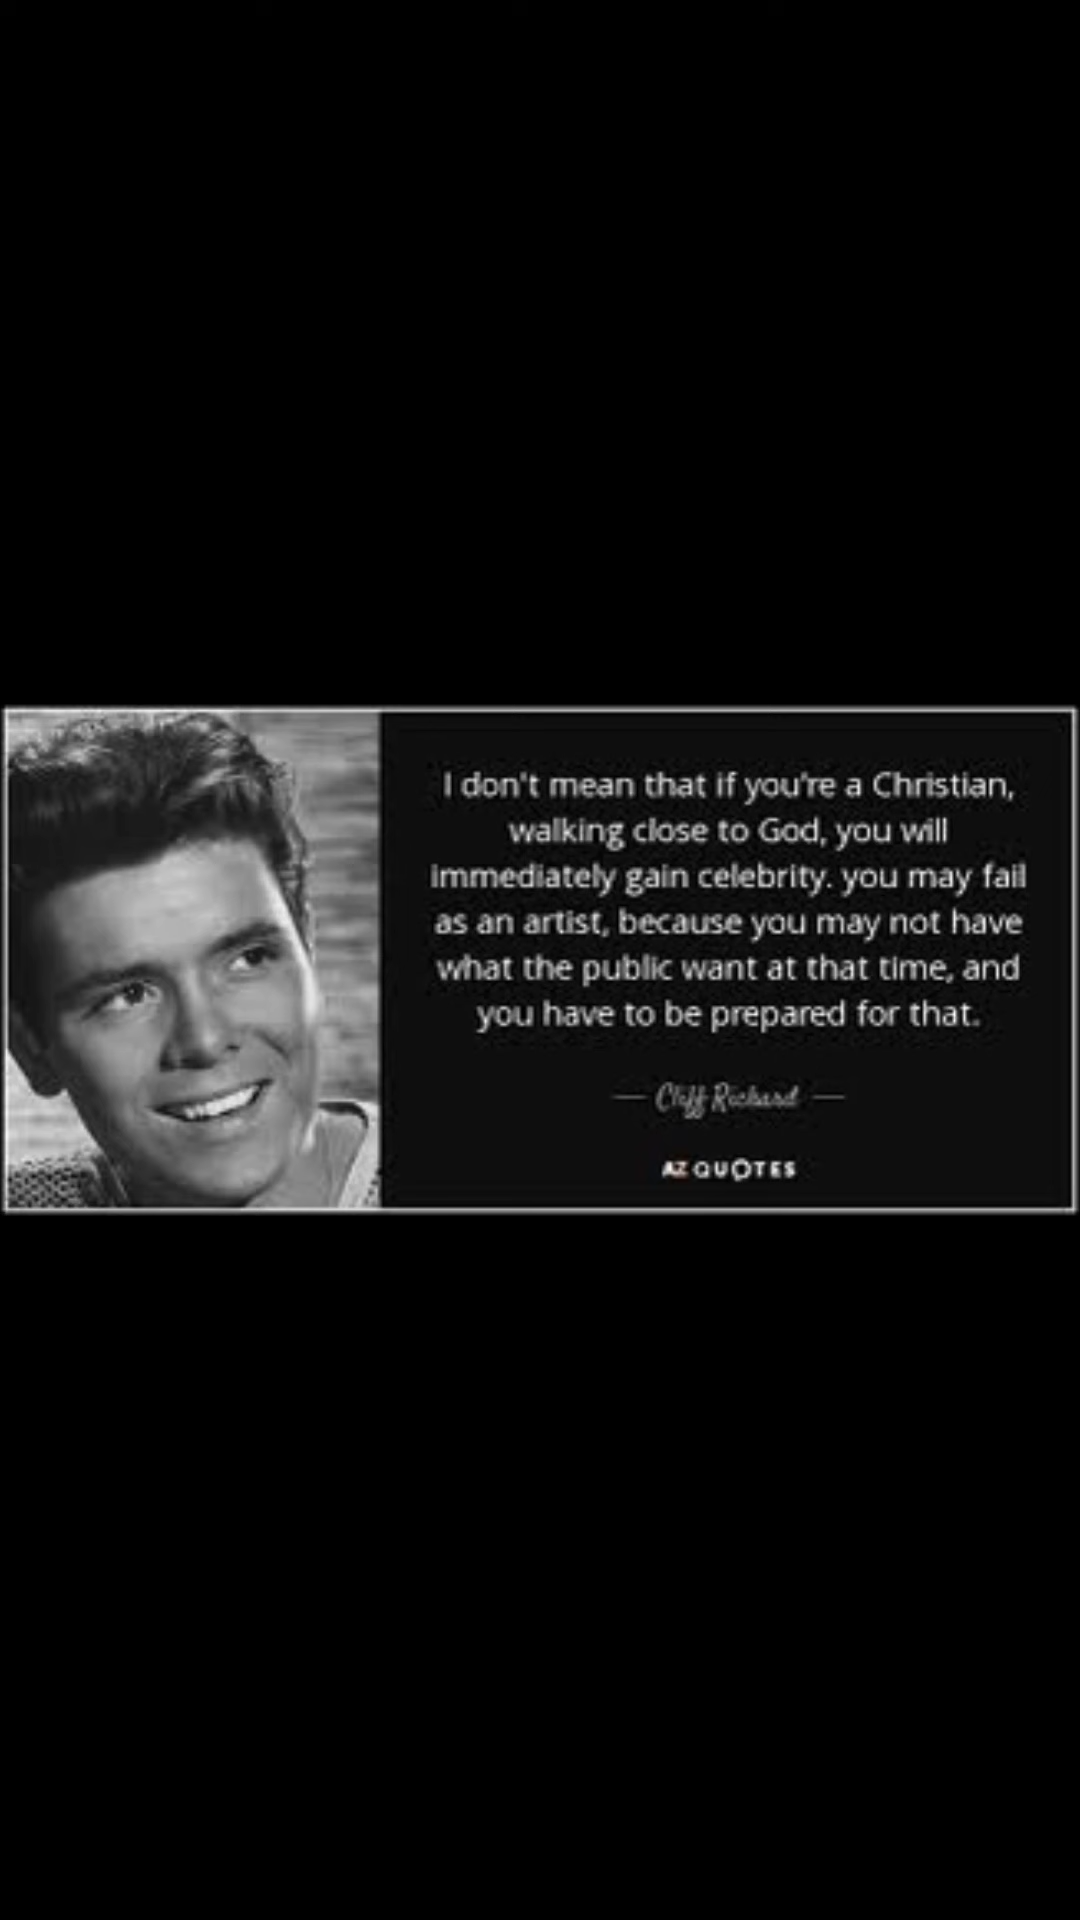 I don't mean that if you're a Christian,
walking close to God, you will
immediately gain celebrity. you may fail
as an artist, because you may not have
what the public want at that time, and
you have to be prepared for that.
— Cliff Richard —
AZ QUOTES